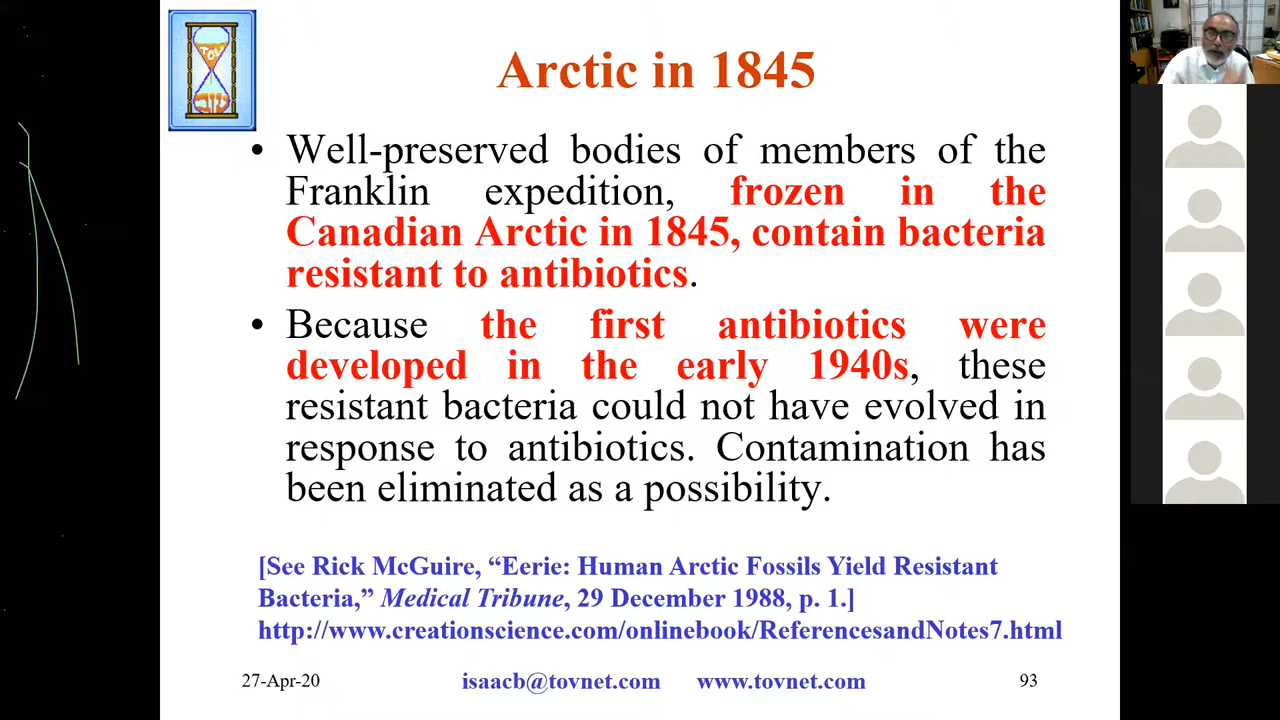 TOV
Arctic in 1845
• Well-preserved bodies of members of the
Franklin expedition, frozen in the
Canadian Arctic in 1845, contain bacteria
resistant to antibiotics.
• Because the first antibiotics were
developed in the early 1940s, these
resistant bacteria could not have evolved in
response to antibiotics. Contamination has
been eliminated as a possibility.
[See Rick McGuire, “Eerie: Human Arctic Fossils Yield Resistant
Bacteria,” Medical Tribune, 29 December 1988, p. 1.]
http://www.creationscience.com/onlinebook/ReferencesandNotes7.html
27-Apr-20 isaacb@tovnet.com www.tovnet.com 93